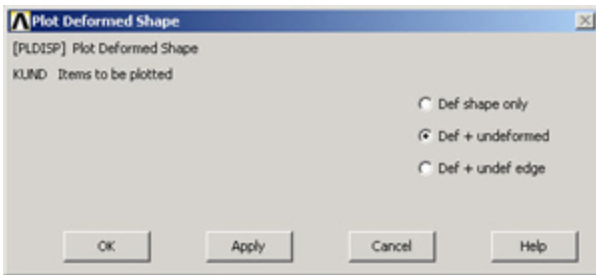 Plot Deformed Shape
[PLDISP] Plot Deformed Shape
KUND Items to be plotted
Def shape only
Def + undeformed
Def + undef edge
OK Apply Cancel Help